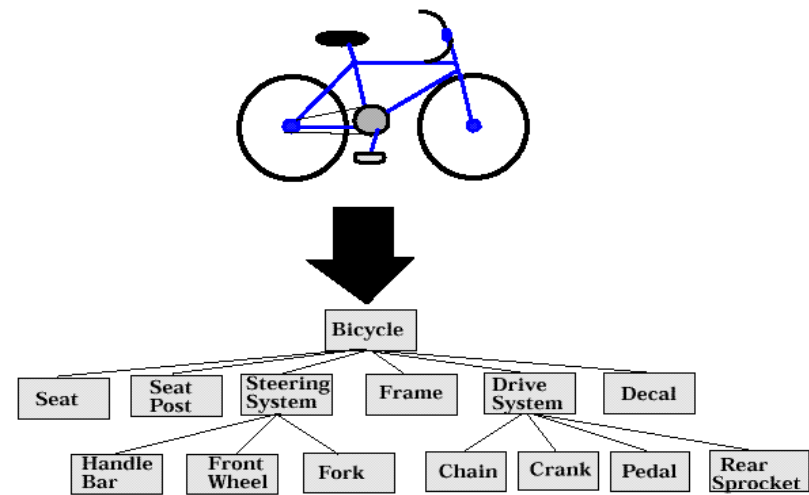 Bicycle
Seat
Seat
Post
Steering
System
Frame
Drive
System
Decal
Handle
Bar
Front
Wheel
Fork
Chain
Crank
Pedal
Rear
Sprocket